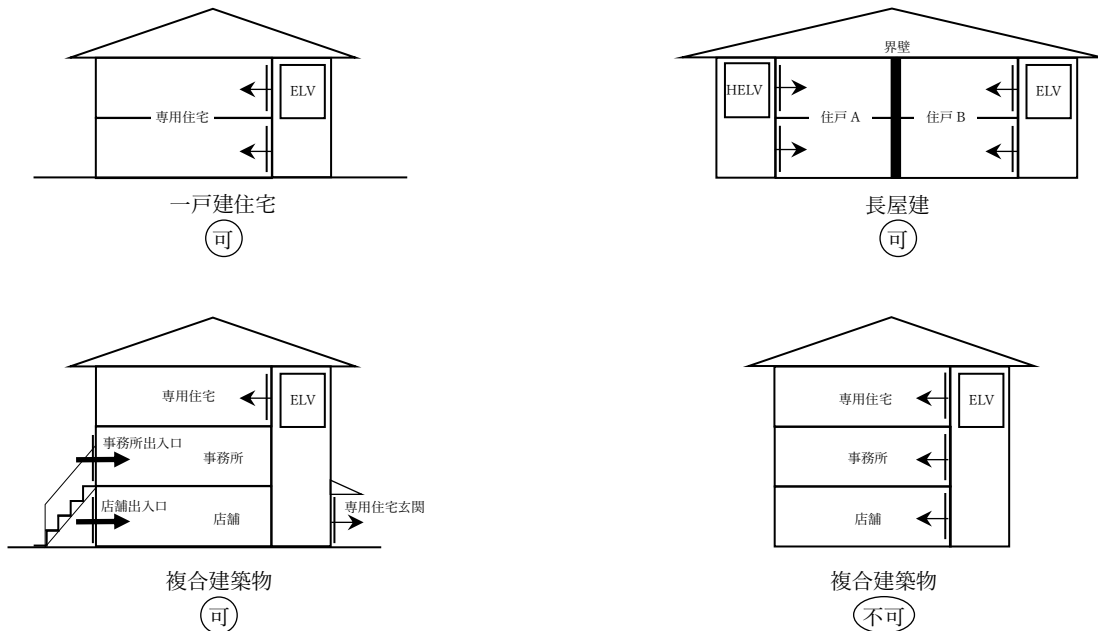 ELV
専用住宅
一戸建住宅
可
界壁
HELV
ELV
住戸 A
住戸 B
長屋建
可
専用住宅
ELV
事務所出入口
事務所
店舗出入口
店舗
専用住宅玄関
複合建築物
可
専用住宅
ELV
事務所
店舗
複合建築物
不可